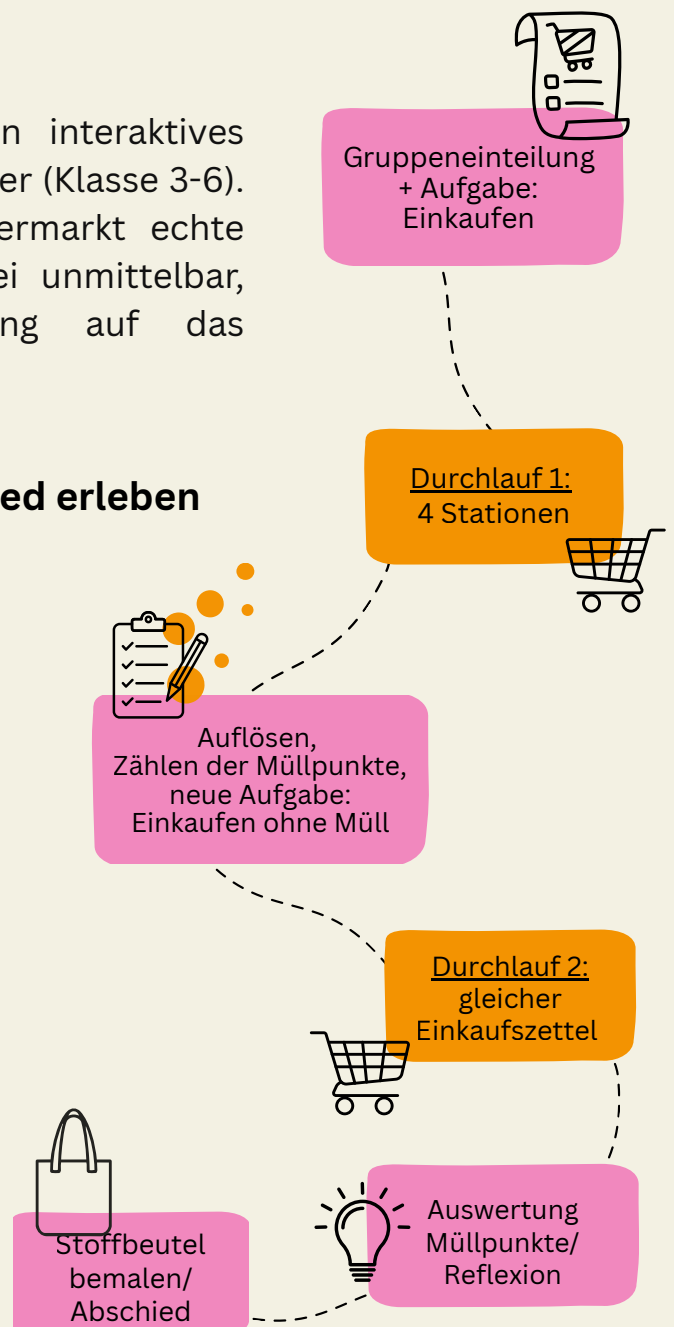 n interaktives
er (Klasse 3-6).
ermarkt echte
ei unmittelbar,
ng auf das
ed erleben
Gruppeneinteilung
+ Aufgabe:
Einkaufen
Durchlauf 1:
4 Stationen
Auflösen,
Zählen der Müllpunkte,
neue Aufgabe:
Einkaufen ohne Müll
Durchlauf 2:
gleicher
Einkaufszettel
Auswertung
Müllpunkte/
Reflexion
Stoffbeutel
bemalen/
Abschied